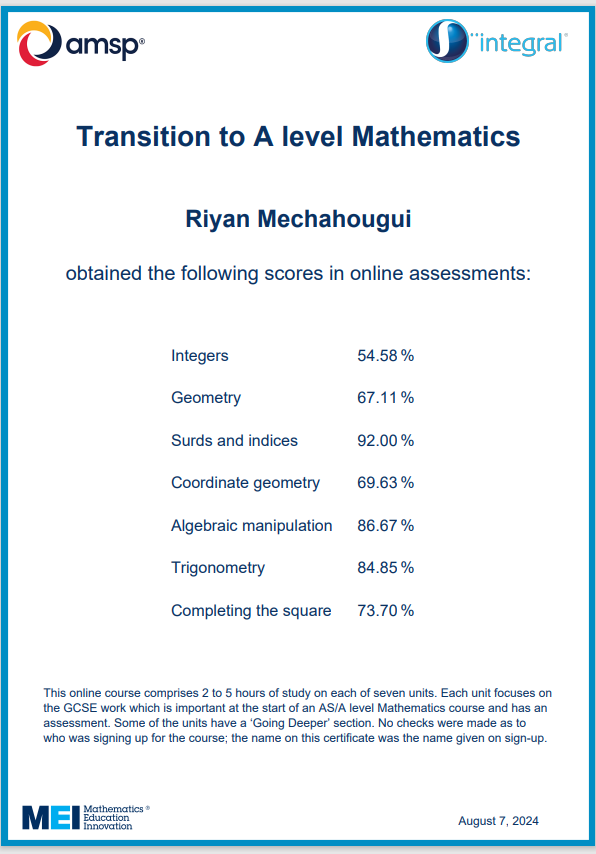 amsp®
integral®
Transition to A level Mathematics
Riyan Mechahougui
obtained the following scores in online assessments:
Integers 54.58 %
Geometry 67.11 %
Surds and indices 92.00 %
Coordinate geometry 69.63 %
Algebraic manipulation 86.67 %
Trigonometry 84.85 %
Completing the square 73.70 %
This online course comprises 2 to 5 hours of study on each of seven units. Each unit focuses on
the GCSE work which is important at the start of an AS/A level Mathematics course and has an
assessment. Some of the units have a ‘Going Deeper’ section. No checks were made as to
who was signing up for the course; the name on this certificate was the name given on sign-up.
MEI Mathematics ®
Education
Innovation
August 7, 2024